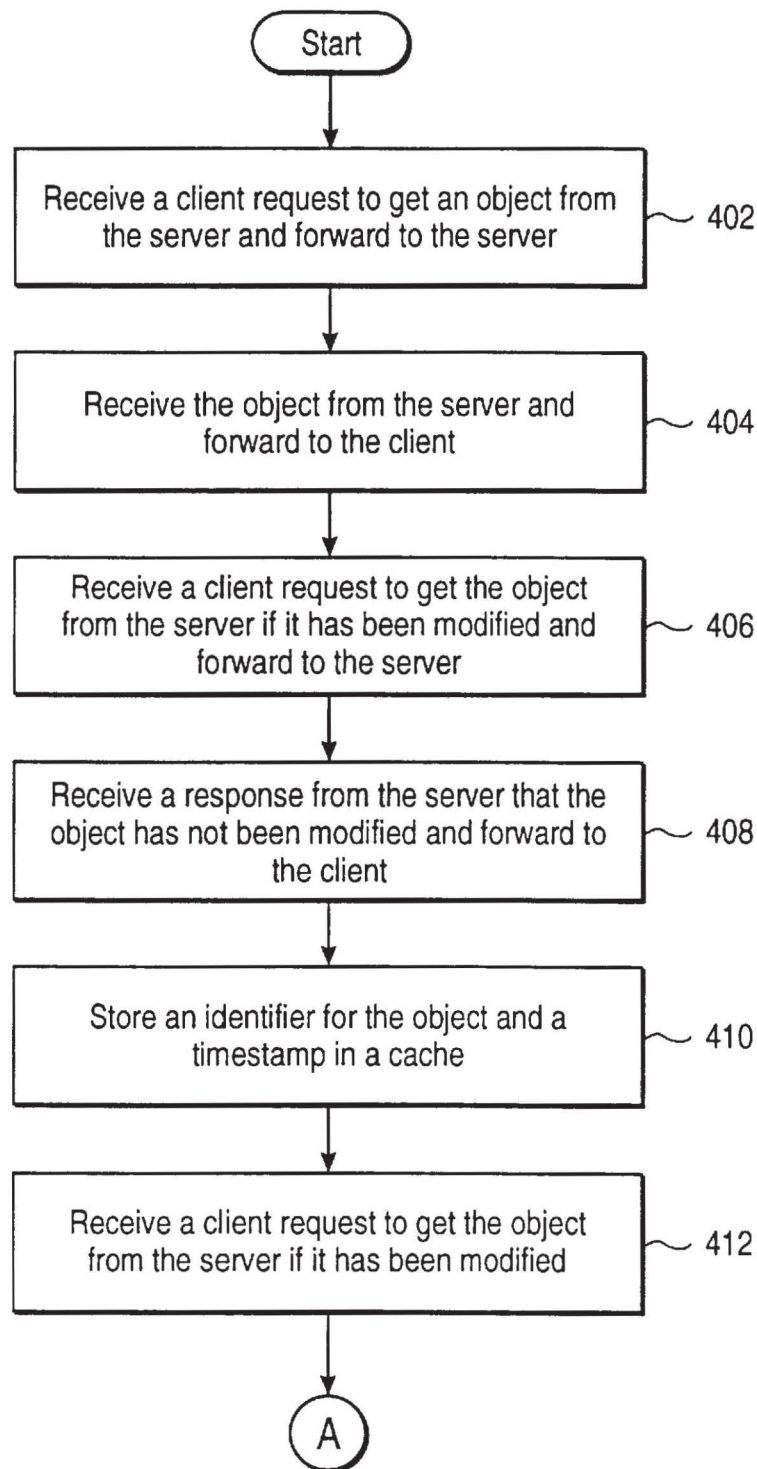 Start
Receive a client request to get an object from
the server and forward to the server
402
Receive the object from the server and
forward to the client
404
Receive a client request to get the object
from the server if it has been modified and
forward to the server
406
Receive a response from the server that the
object has not been modified and forward to
the client
408
Store an identifier for the object and a
timestamp in a cache
410
Receive a client request to get the object
from the server if it has been modified
412
A